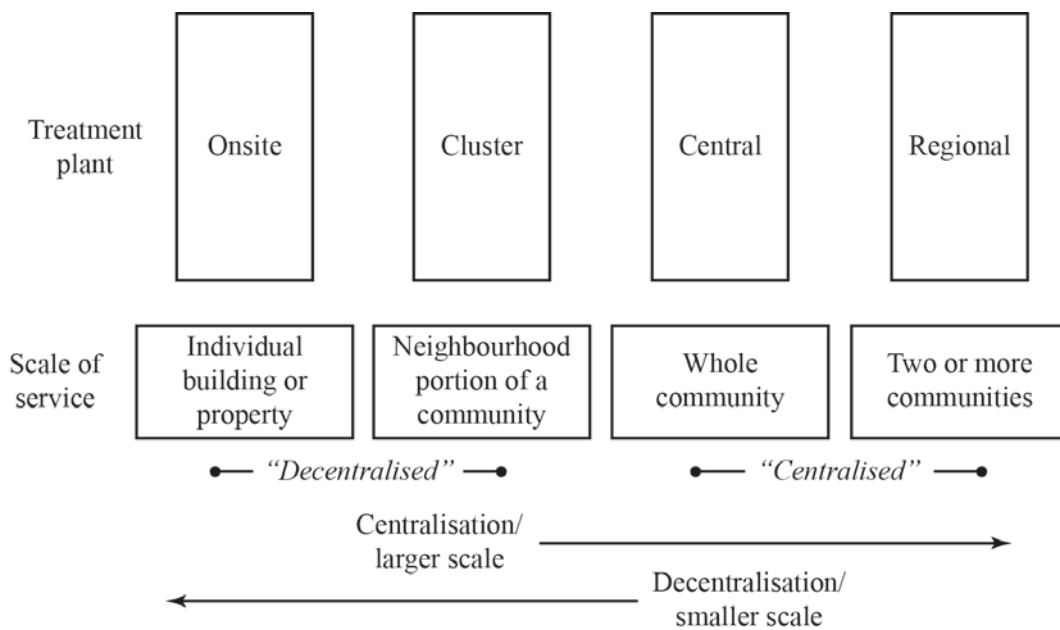 Treatment
plant
Onsite
Cluster
Central
Regional
Scale of
service
Individual
building or
property
Neighbourhood
portion of a
community
Whole
community
Two or more
communities
“Decentralised”
“Centralised”
Centralisation/
larger scale
Decentralisation/
smaller scale